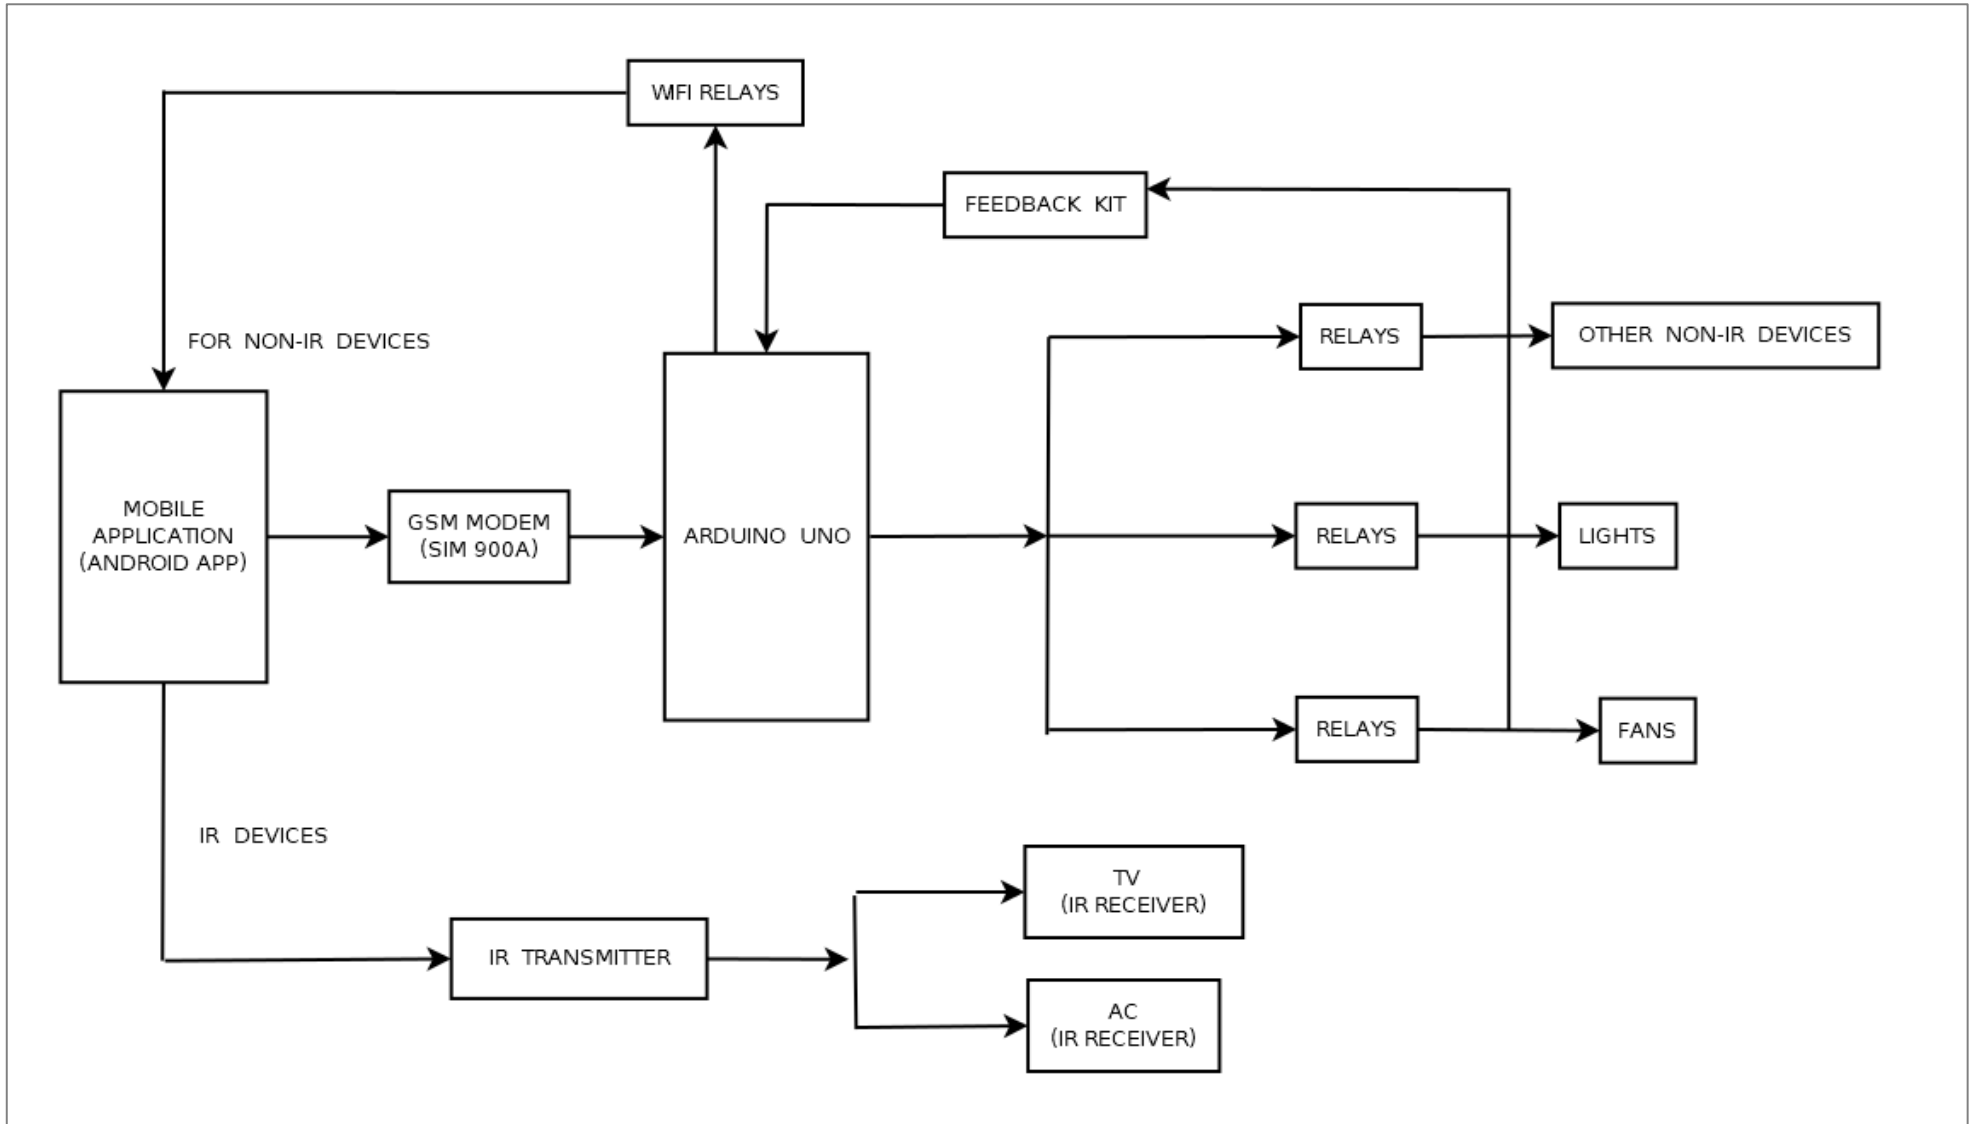 WIFI RELAYS
FEEDBACK KIT
FOR NON-IR DEVICES
RELAYS
OTHER NON-IR DEVICES
MOBILE
APPLICATION
(ANDROID APP)
GSM MODEM
(SIM 900A)
ARDUINO UNO
RELAYS
LIGHTS
RELAYS
FANS
IR DEVICES
IR TRANSMITTER
TV
(IR RECEIVER)
AC
(IR RECEIVER)